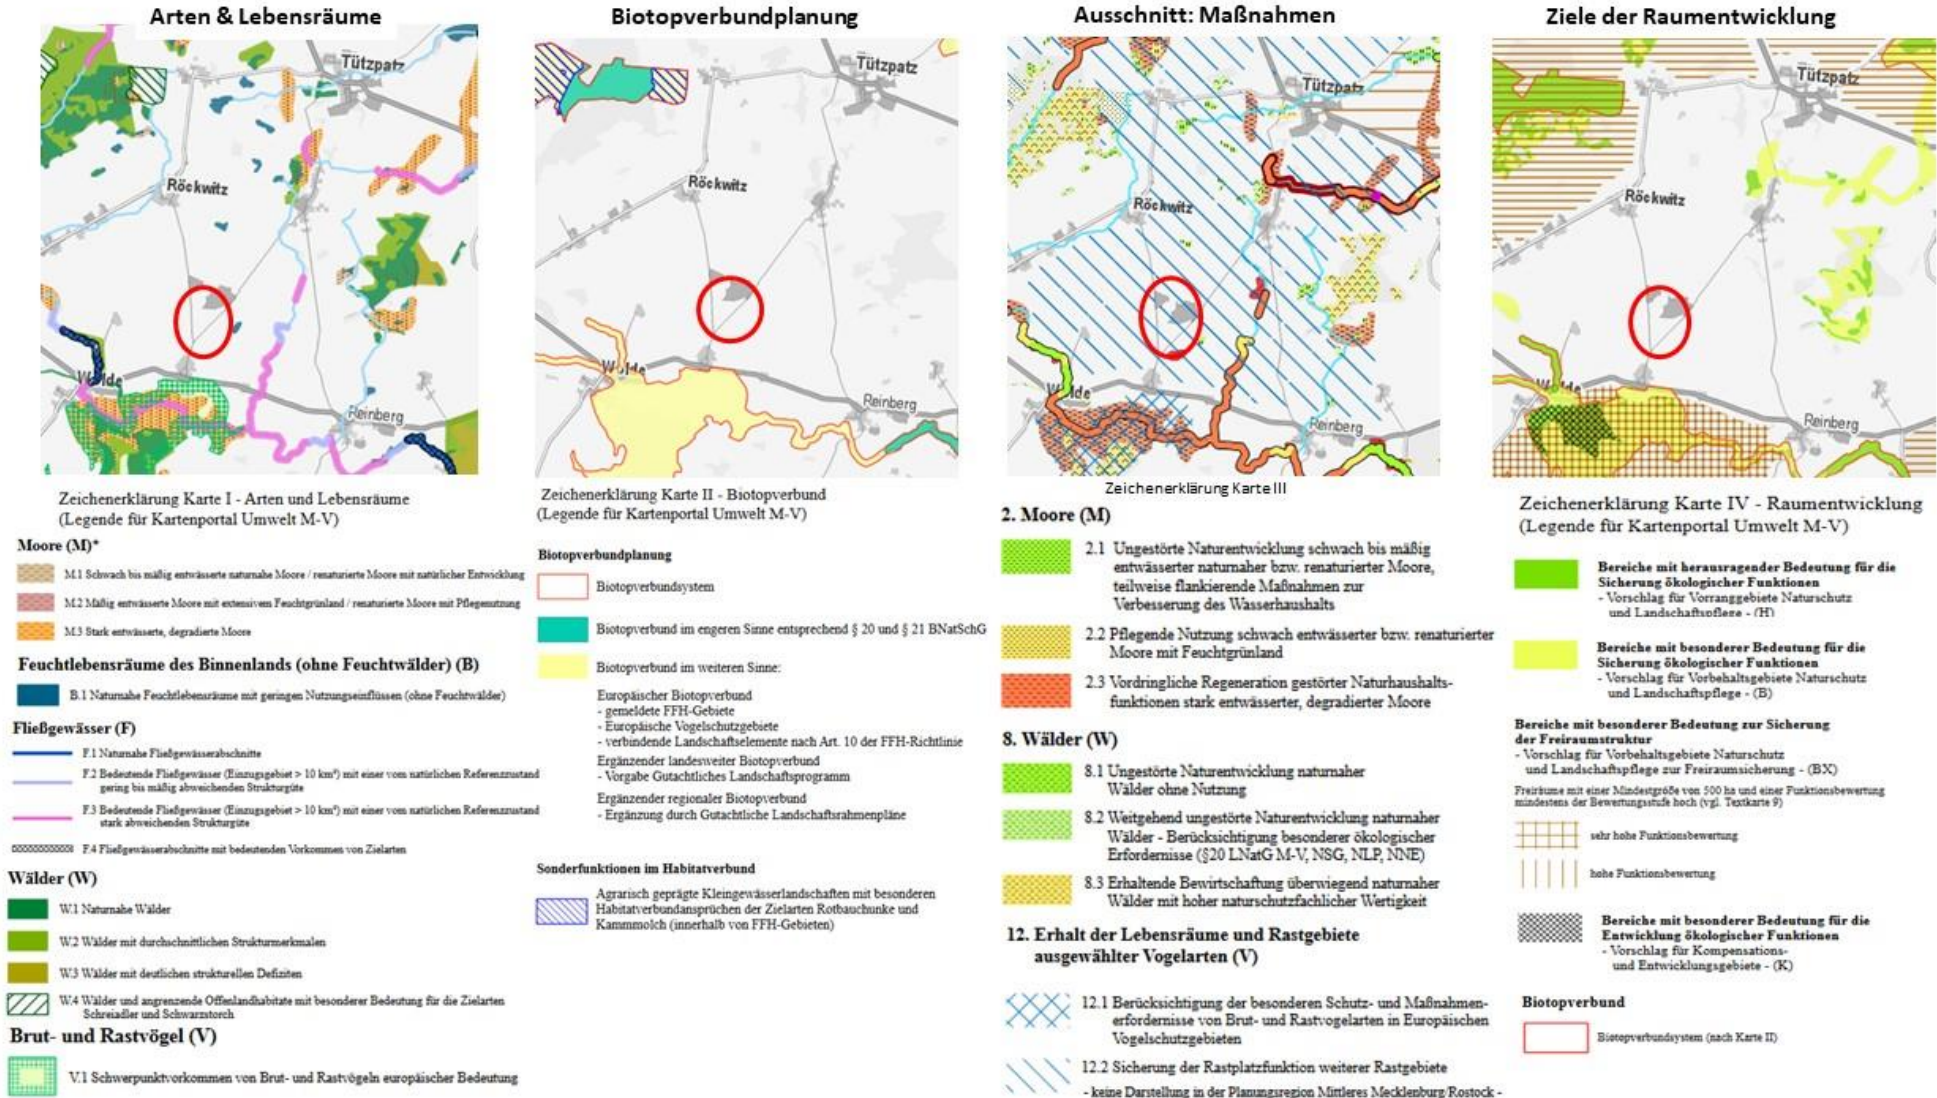 Arten & Lebensräume
Tützpatz
Röckwitz
Wolde
Reinberg
Zeichenerklärung Karte I - Arten und Lebensräume
(Legende für Kartenportal Umwelt M-V)
Moore (M)*
M.1 Schwach bis mäßig entwässerte naturnahe Moore / renaturierte Moore mit natürlicher Entwicklung
M.2 Mäßig entwässerte Moore mit extensivem Feuchtgrünland / renaturierte Moore mit Pflegenutzung
M.3 Stark entwässerte, degradierte Moore
Feuchtlebensräume des Binnenlands (ohne Feuchtwälder) (B)
B.1 Naturnahe Feuchtlebensräume mit geringen Nutzungseinflüssen (ohne Feuchtwälder)
Fließgewässer (F)
F.1 Naturnahe Fließgewässerabschnitte
F.2 Bedeutende Fließgewässer (Einzugsgebiet > 10 km²) mit einer vom natürlichen Referenzzustand
gering bis mäßig abweichenden Strukturgüte
F.3 Bedeutende Fließgewässer (Einzugsgebiet > 10 km²) mit einer vom natürlichen Referenzzustand
stark abweichenden Strukturgüte
F.4 Fließgewässerabschnitte mit bedeutenden Vorkommen von Zielarten
Wälder (W)
W.1 Naturnahe Wälder
W.2 Wälder mit durchschnittlichen Strukturmerkmalen
W.3 Wälder mit deutlichen strukturellen Defiziten
W.4 Wälder und angrenzende Offenlandhabitate mit besonderer Bedeutung für die Zielarten
Schreiadler und Schwarzstorch
Brut- und Rastvögel (V)
V.1 Schwerpunktvorkommen von Brut- und Rastvögeln europäischer Bedeutung
Biotopverbundplanung
Tützpatz
Röckwitz
Wolde
Reinberg
Zeichenerklärung Karte II - Biotopverbund
(Legende für Kartenportal Umwelt M-V)
Biotopverbundplanung
Biotopverbundsystem
Biotopverbund im engeren Sinne entsprechend § 20 und § 21 BNatSchG
Biotopverbund im weiteren Sinne:
Europäischer Biotopverbund
- gemeldete FFH-Gebiete
- Europäische Vogelschutzgebiete
- verbindende Landschaftselemente nach Art. 10 der FFH-Richtlinie
Ergänzender landesweiter Biotopverbund
- Vorgabe Gutachtliches Landschaftsprogramm
Ergänzender regionaler Biotopverbund
- Ergänzung durch Gutachtliche Landschaftsrahmenpläne
Sonderfunktionen im Habitatverbund
Agrarisch geprägte Kleingewässerlandschaften mit besonderen
Habitatverbundansprüchen der Zielarten Rotbauchunke und
Kammmolch (innerhalb von FFH-Gebieten)
Ausschnitt: Maßnahmen
Tützpatz
Röckwitz
Wolde
Reinberg
Zeichenerklärung Karte III
2. Moore (M)
2.1 Ungestörte Naturentwicklung schwach bis mäßig
entwässerter naturnaher bzw. renaturierter Moore,
teilweise flankierende Maßnahmen zur
Verbesserung des Wasserhaushalts
2.2 Pflegende Nutzung schwach entwässerter bzw. renaturierter
Moore mit Feuchtgrünland
2.3 Vordringliche Regeneration gestörter Naturhaushalts-
funktionen stark entwässerter, degradierter Moore
8. Wälder (W)
8.1 Ungestörte Naturentwicklung naturnaher
Wälder ohne Nutzung
8.2 Weitgehend ungestörte Naturentwicklung naturnaher
Wälder - Berücksichtigung besonderer ökologischer
Erfordernisse (§20 LNatG M-V, NSG, NLP, NNE)
8.3 Erhaltende Bewirtschaftung überwiegend naturnaher
Wälder mit hoher naturschutzfachlicher Wertigkeit
12. Erhalt der Lebensräume und Rastgebiete
ausgewählter Vogelarten (V)
12.1 Berücksichtigung der besonderen Schutz- und Maßnahmen-
erfordernisse von Brut- und Rastvogelarten in Europäischen
Vogelschutzgebieten
12.2 Sicherung der Rastplatzfunktion weiterer Rastgebiete
- keine Darstellung in der Planungsregion Mittleres Mecklenburg/Rostock -
Ziele der Raumentwicklung
Tützpatz
Röckwitz
Wolde
Reinberg
Zeichenerklärung Karte IV - Raumentwicklung
(Legende für Kartenportal Umwelt M-V)
Bereiche mit herausragender Bedeutung für die
Sicherung ökologischer Funktionen
- Vorschlag für Vorranggebiete Naturschutz
und Landschaftspflege - (H)
Bereiche mit besonderer Bedeutung für die
Sicherung ökologischer Funktionen
- Vorschlag für Vorbehaltsgebiete Naturschutz
und Landschaftspflege - (B)
Bereiche mit besonderer Bedeutung zur Sicherung
der Freiraumstruktur
- Vorschlag für Vorbehaltsgebiete Naturschutz
und Landschaftspflege zur Freiraumsicherung - (BX)
Freiräume mit einer Mindestgröße von 500 ha und einer Funktionsbewertung
mindestens der Bewertungsstufe hoch (vgl. Textkarte 9)
sehr hohe Funktionsbewertung
hohe Funktionsbewertung
Bereiche mit besonderer Bedeutung für die
Entwicklung ökologischer Funktionen
- Vorschlag für Kompensations-
und Entwicklungsgebiete - (K)
Biotopverbund
Biotopverbundsystem (nach Karte II)